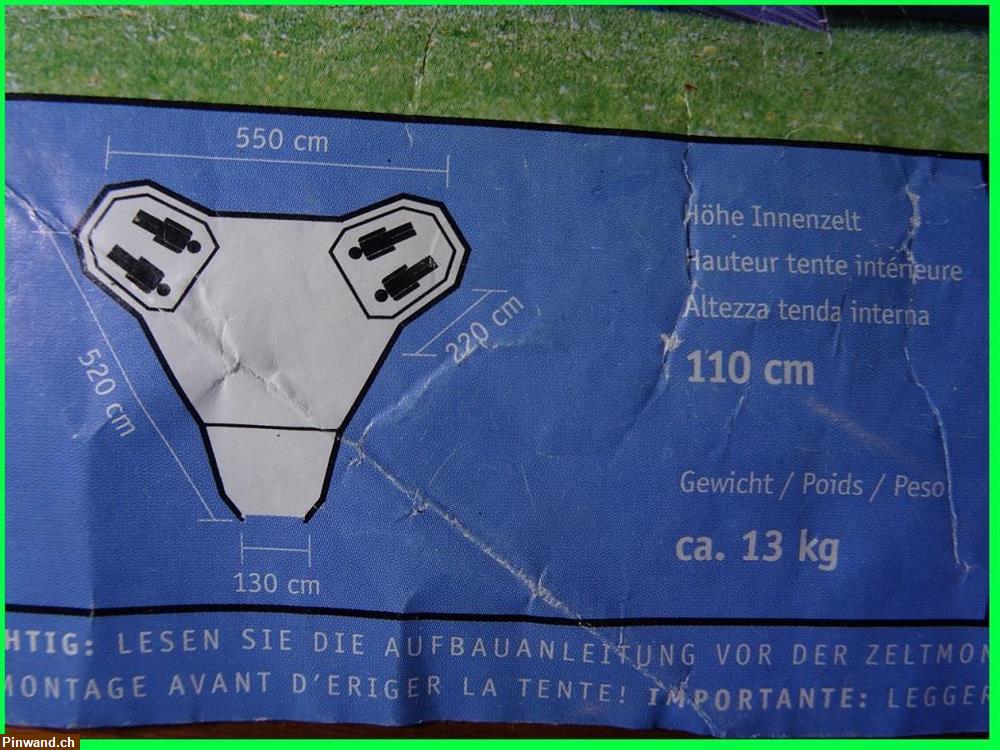 550 cm
520 cm
220 cm
130 cm
Höhe Innenzelt
Hauteur tente intérieure
Altezza tenda interna
110 cm
Gewicht / Poids / Peso
ca. 13 kg
HTIG: LESEN SIE DIE AUFBAUANLEITUNG VOR DER ZELTMON
MONTAGE AVANT D'ERIGER LA TENTE! IMPORTANTE: LEGGER
Pinwand.ch